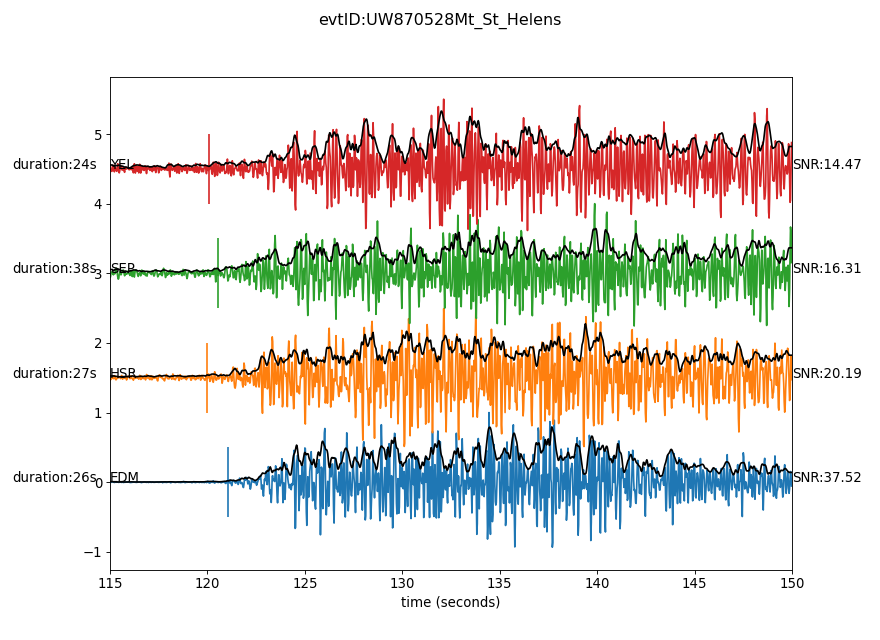 evtID:UW870528Mt_St_Helens
5
duration:24s YEL SNR:14.47
4
duration:38s SEP SNR:16.31
3
2
duration:27s HSR SNR:20.19
1
duration:26s EDM SNR:37.52
0
−1
115 120 125 130 135 140 145 150
time (seconds)